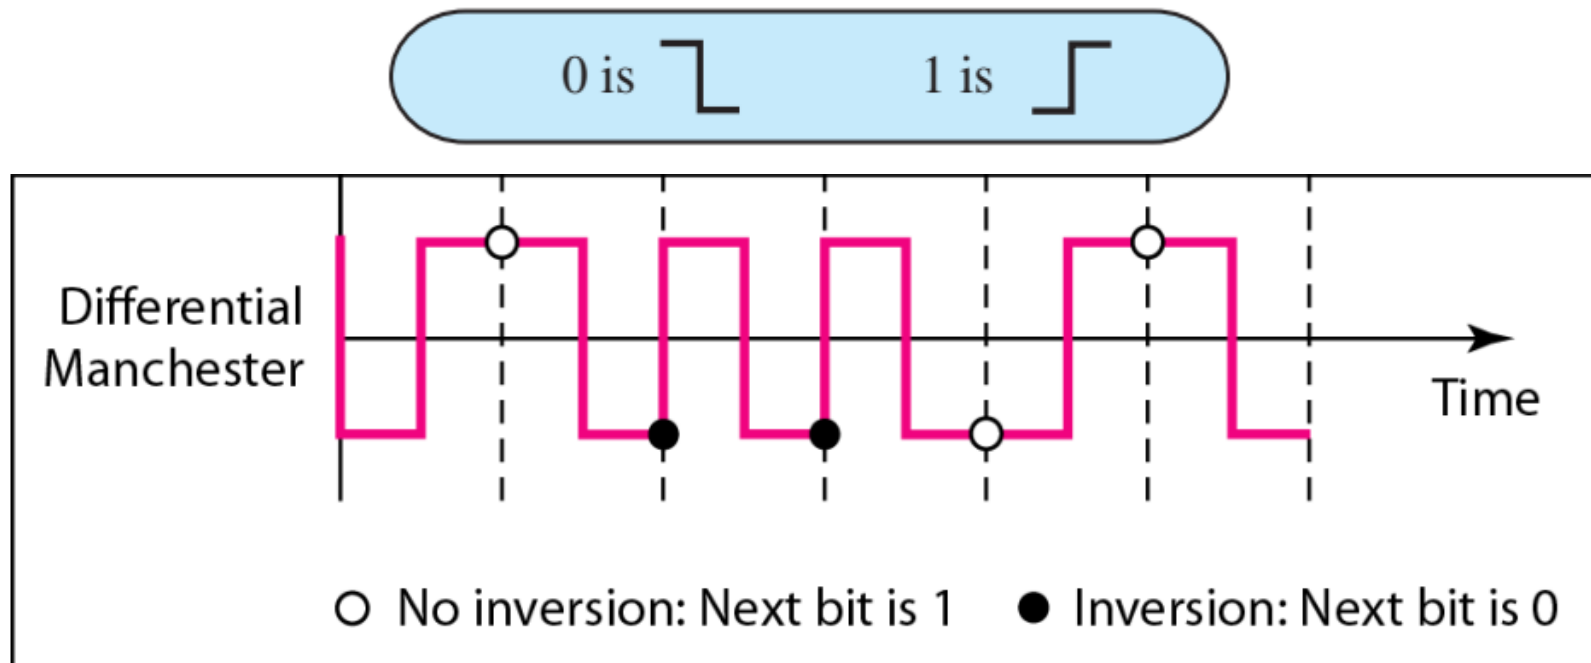 0 is
1 is
Differential
Manchester
Time
No inversion: Next bit is 1
Inversion: Next bit is 0